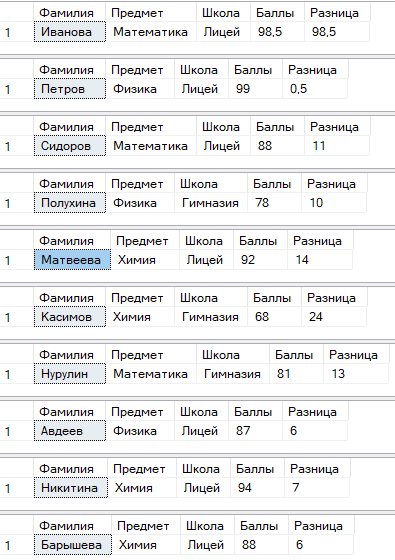 Фамилия Предмет Школа Баллы Разница
1 Иванова Математика Лицей 98,5 98,5
Фамилия Предмет Школа Баллы Разница
1 Петров Физика Лицей 99 0,5
Фамилия Предмет Школа Баллы Разница
1 Сидоров Математика Лицей 88 11
Фамилия Предмет Школа Баллы Разница
1 Полухина Физика Гимназия 78 10
Фамилия Предмет Школа Баллы Разница
1 Матвеева Химия Лицей 92 14
Фамилия Предмет Школа Баллы Разница
1 Касимов Химия Гимназия 68 24
Фамилия Предмет Школа Баллы Разница
1 Нурулин Математика Гимназия 81 13
Фамилия Предмет Школа Баллы Разница
1 Авдеев Физика Лицей 87 6
Фамилия Предмет Школа Баллы Разница
1 Никитина Химия Лицей 94 7
Фамилия Предмет Школа Баллы Разница
1 Барышева Химия Лицей 88 6